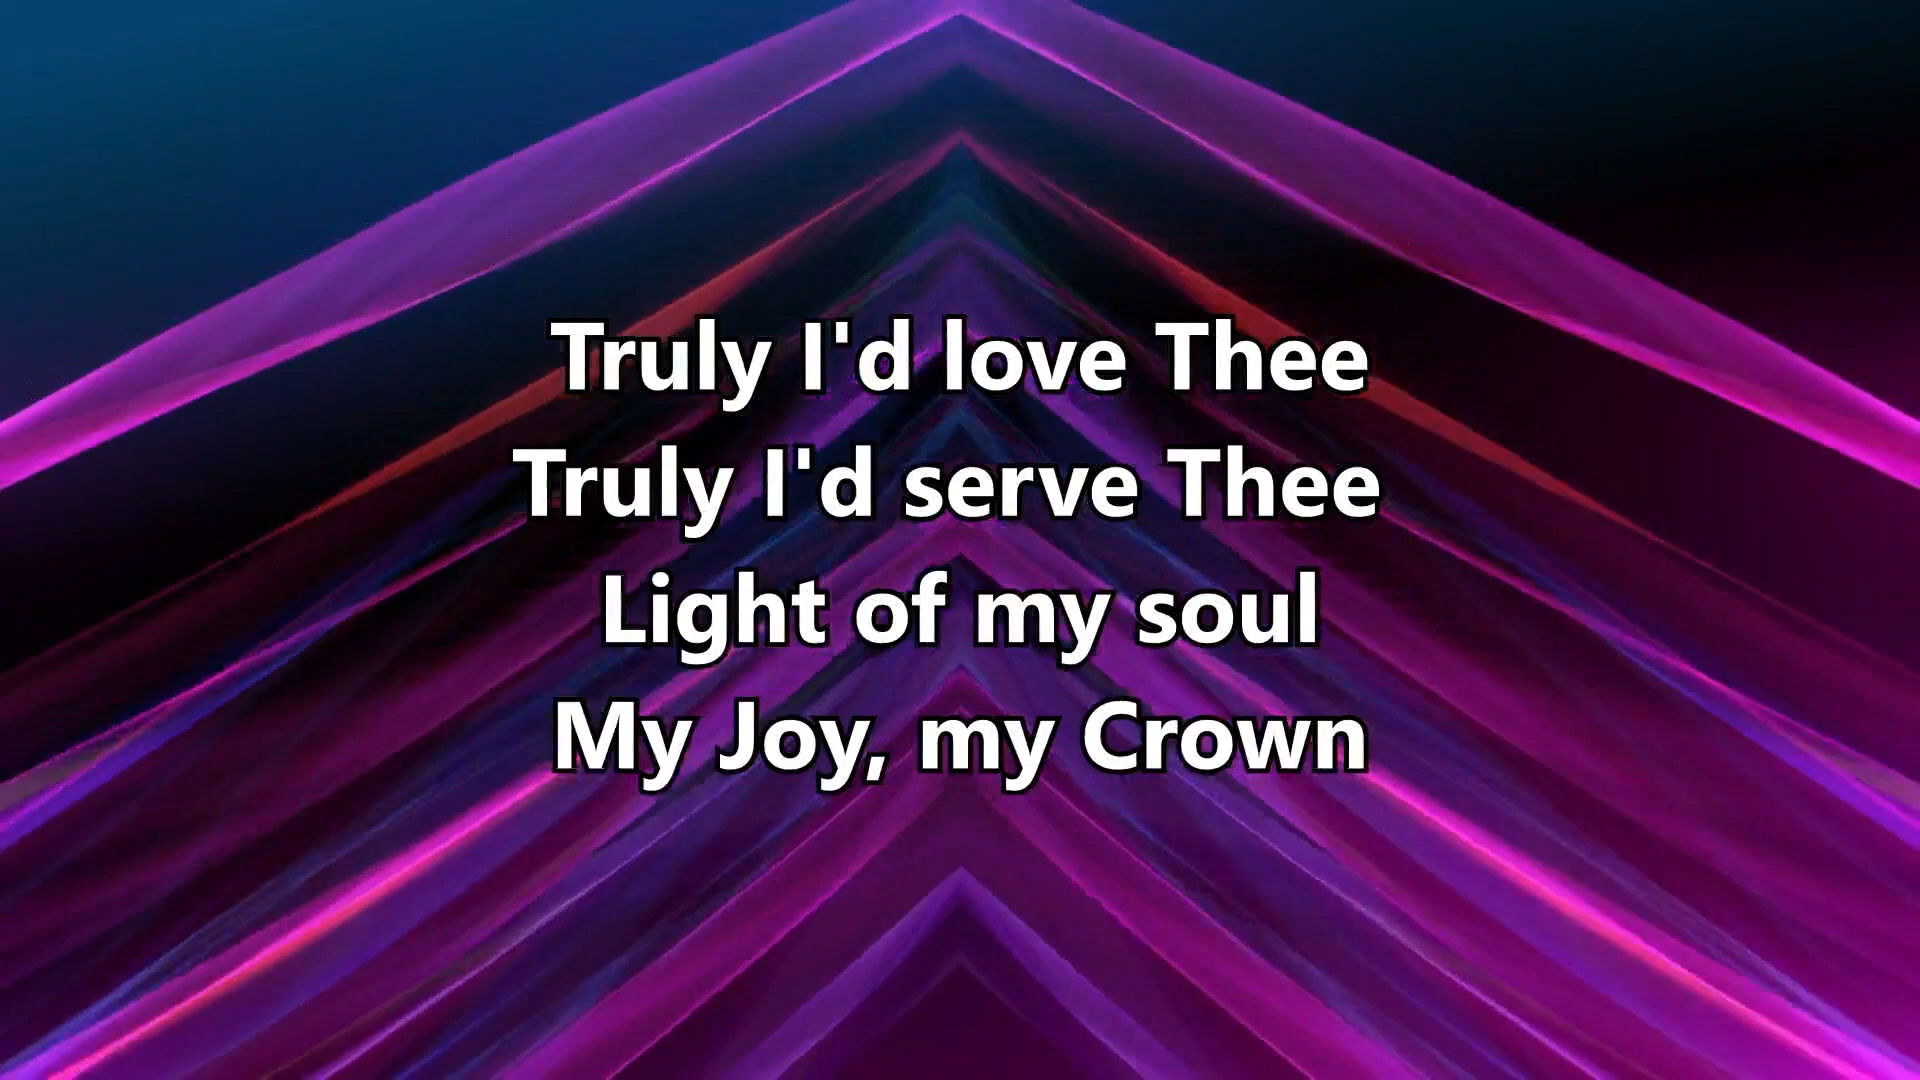 Truly I'd love Thee
Truly I'd serve Thee
Light of my soul
My Joy, my Crown